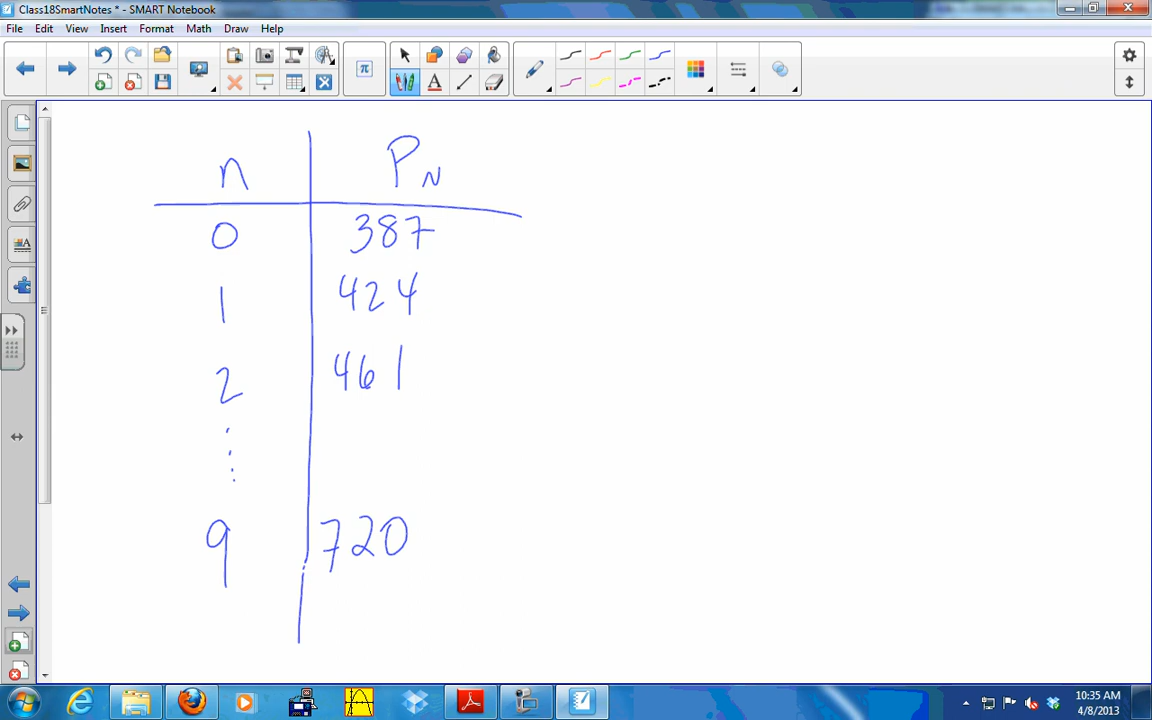 Class18SmartNotes * - SMART Notebook
File Edit View Insert Format Math Draw Help
π
A
n P_N
0 387
1 424
2 461
⋮
9 720
10:35 AM
4/8/2013